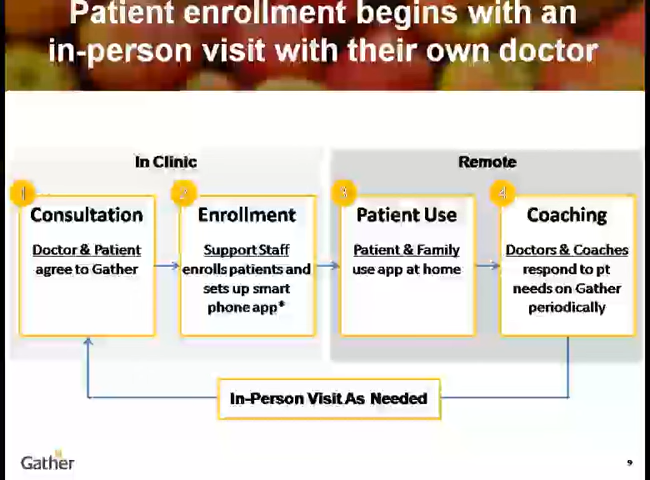 Patient enrollment begins with an
in-person visit with their own doctor
In Clinic
Remote
1
Consultation
Doctor & Patient
agree to Gather
2
Enrollment
Support Staff
enrolls patients and
sets up smart
phone app*
3
Patient Use
Patient & Family
use app at home
4
Coaching
Doctors & Coaches
respond to pt
needs on Gather
periodically
In-Person Visit As Needed
Gather
9